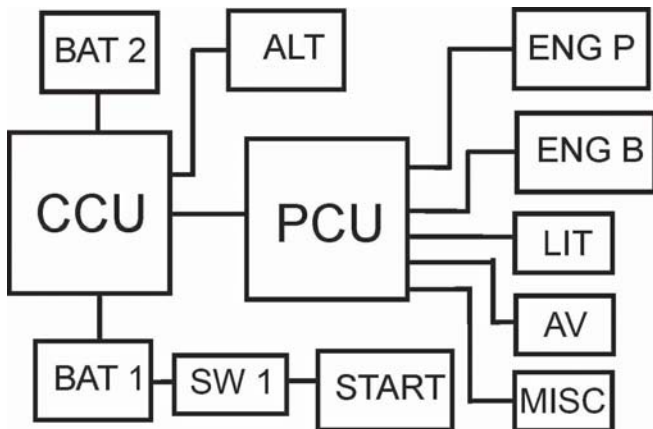 BAT 2
ALT
ENG P
ENG B
CCU
PCU
LIT
AV
BAT 1
SW 1
START
MISC